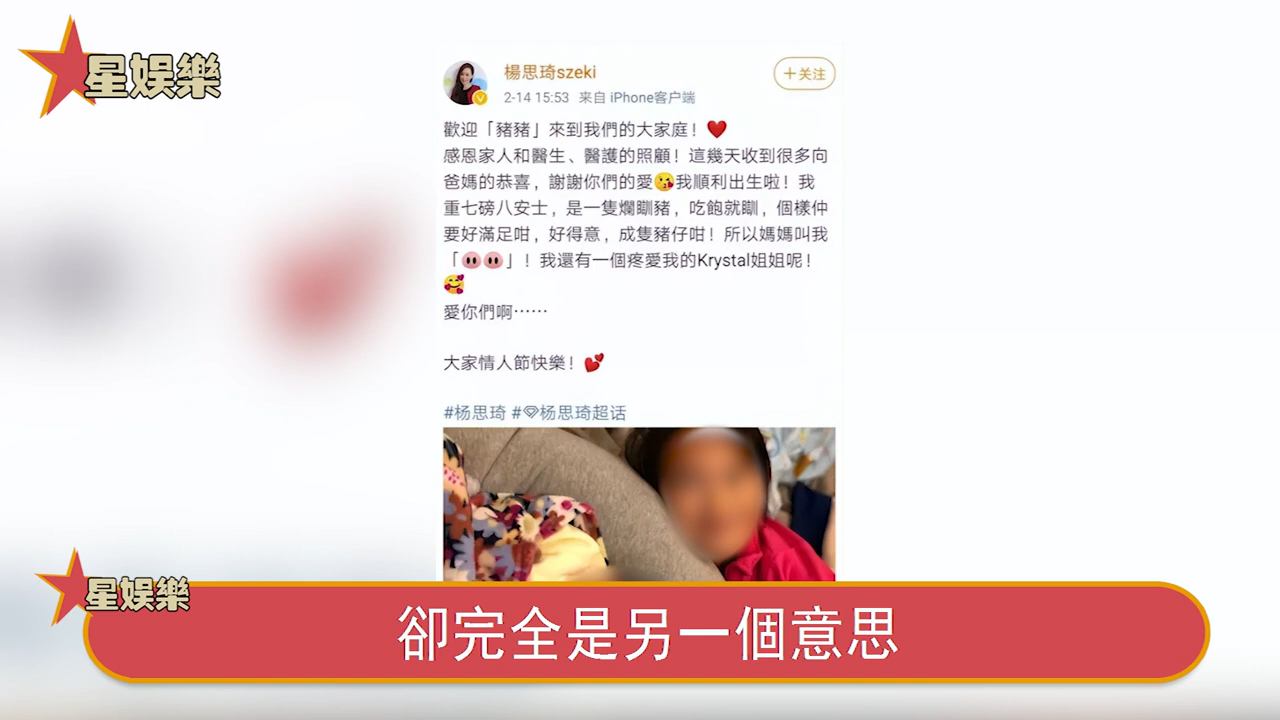 星娱樂
楊思琦szeki
+关注
2-14 15:53 来自 iPhone客户端
歡迎「豬豬」來到我們的大家庭！❤️
感恩家人和醫生、醫護的照顧！這幾天收到很多向
爸媽的恭喜，謝謝你們的愛😘我順利出生啦！我
重七磅八安士，是一隻爛瞓豬，吃飽就瞓，個樣仲
要好滿足咁，好得意，成隻豬仔咁！所以媽媽叫我
「🐽🐽」！我還有一個疼愛我的Krystal姐姐呢！
🥰
愛你們啊……
大家情人節快樂！💕
#杨思琦 #杨思琦超话
星娱樂
卻完全是另一個意思